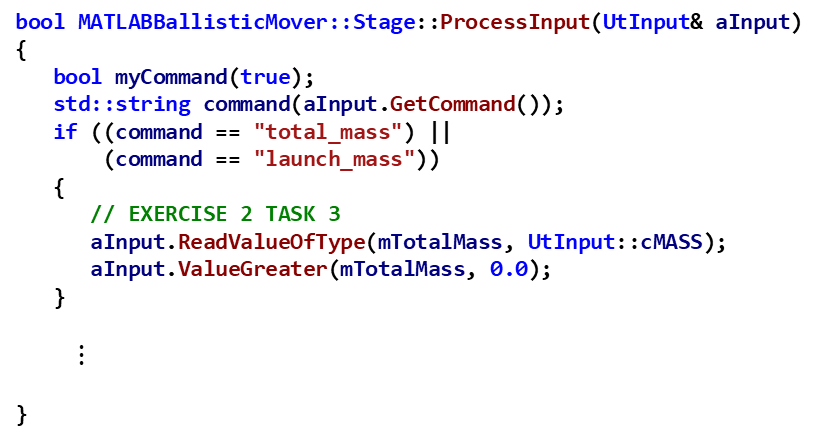 bool MATLABBallisticMover::Stage::ProcessInput(UtInput& aInput)
{
   bool myCommand(true);
   std::string command(aInput.GetCommand());
   if ((command == "total_mass") ||
       (command == "launch_mass"))
   {
      // EXERCISE 2 TASK 3
      aInput.ReadValueOfType(mTotalMass, UtInput::cMASS);
      aInput.ValueGreater(mTotalMass, 0.0);
   }
     ⋮
}